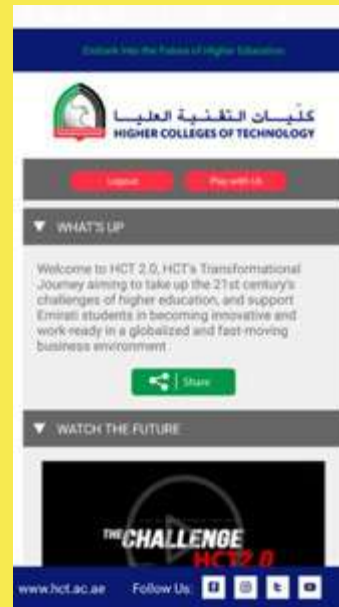 Embark Into the Future of Higher Education
كلّيات التقنية العليا
HIGHER COLLEGES OF TECHNOLOGY
Logout
Play with Us
WHAT'S UP
Welcome to HCT 2.0, HCT's Transformational
Journey aiming to take up the 21st century's
challenges of higher education, and support
Emirati students in becoming innovative and
work-ready in a globalized and fast-moving
business environment
Share
WATCH THE FUTURE
THE CHALLENGE
HCT2.0
www.hct.ac.ae Follow Us: